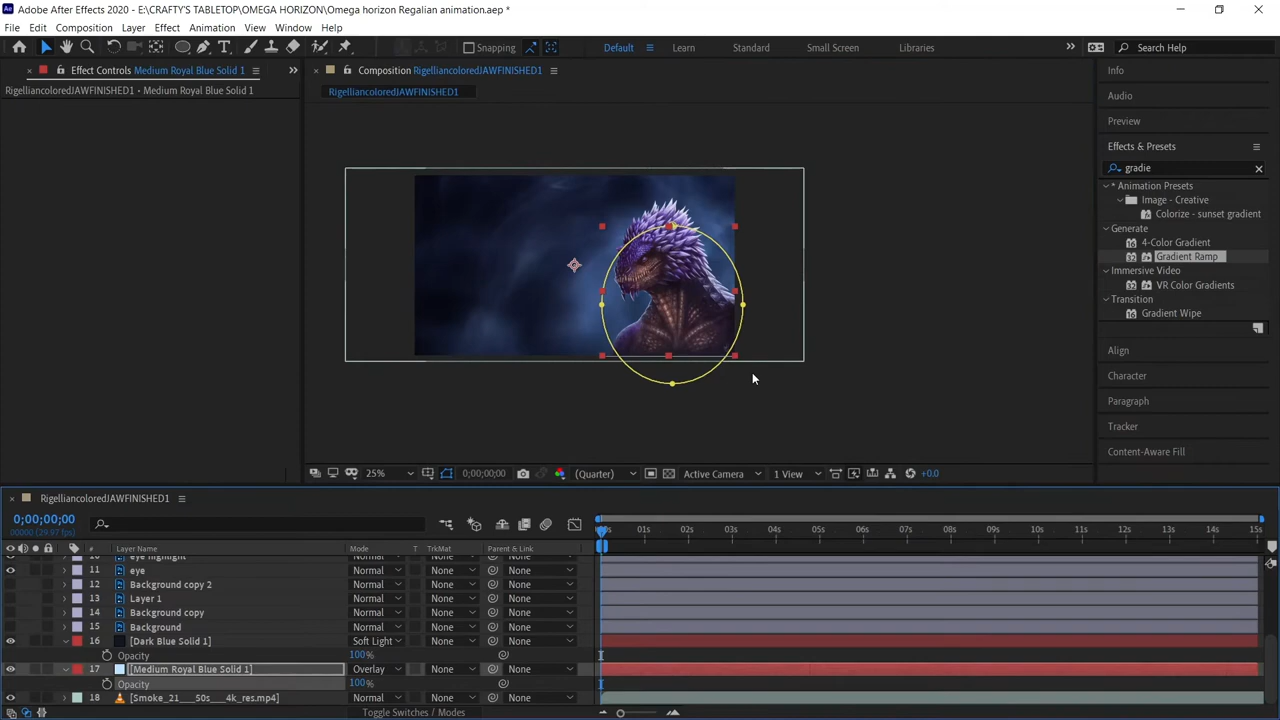 Adobe After Effects 2020 - E:\CRAFTY'S TABLETOP\OMEGA HORIZON\Omega horizon Regalian animation.aep *
File Edit Composition Layer Effect Animation View Window Help
Snapping Default Learn Standard Small Screen Libraries Search Help
Effect Controls Medium Royal Blue Solid 1
RigelliancoloredJAWFINISHED1 • Medium Royal Blue Solid 1
Composition RigelliancoloredJAWFINISHED1
RigelliancoloredJAWFINISHED1
Info
Audio
Preview
Effects & Presets
gradie
* Animation Presets
Image - Creative
Colorize - sunset gradient
Generate
4-Color Gradient
Gradient Ramp
Immersive Video
VR Color Gradients
Transition
Gradient Wipe
Align
Character
Paragraph
Tracker
Content-Aware Fill
25% 0;00;00;00 (Quarter) Active Camera 1 View +0.0
RigelliancoloredJAWFINISHED1
0;00;00;00
00000 (29.97 fps)
00s 01s 02s 03s 04s 05s 06s 07s 08s 09s 10s 11s 12s 13s 14s 15s
# Layer Name Mode T TrkMat Parent & Link
10 eye highlight Normal None None
11 eye Normal None None
12 Background copy 2 Normal None None
13 Layer 1 Normal None None
14 Background copy Normal None None
15 Background Normal None None
16 [Dark Blue Solid 1] Soft Light None None
Opacity 100%
17 [Medium Royal Blue Solid 1] Overlay None None
Opacity 100%
18 [Smoke_21___50s___4k_res.mp4] Normal None None
Toggle Switches / Modes